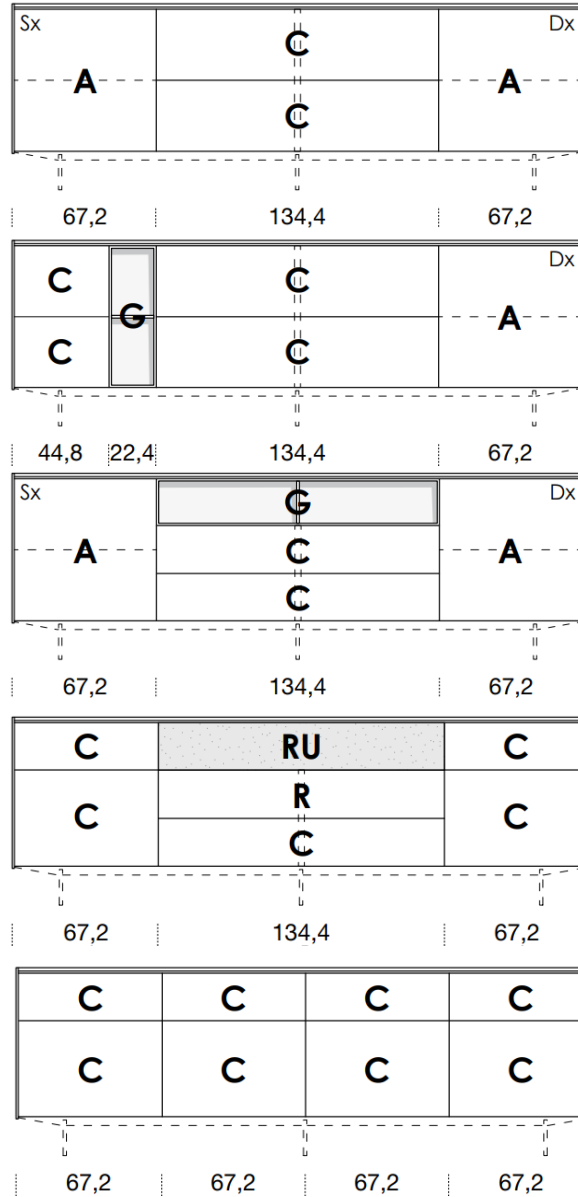 Sx C Dx
A A
C
67,2 134,4 67,2
C C Dx
G A
C C
44,8 22,4 134,4 67,2
Sx G Dx
A C A
C
67,2 134,4 67,2
C RU C
R
C C
C
67,2 134,4 67,2
C C C C
C C C C
67,2 67,2 67,2 67,2